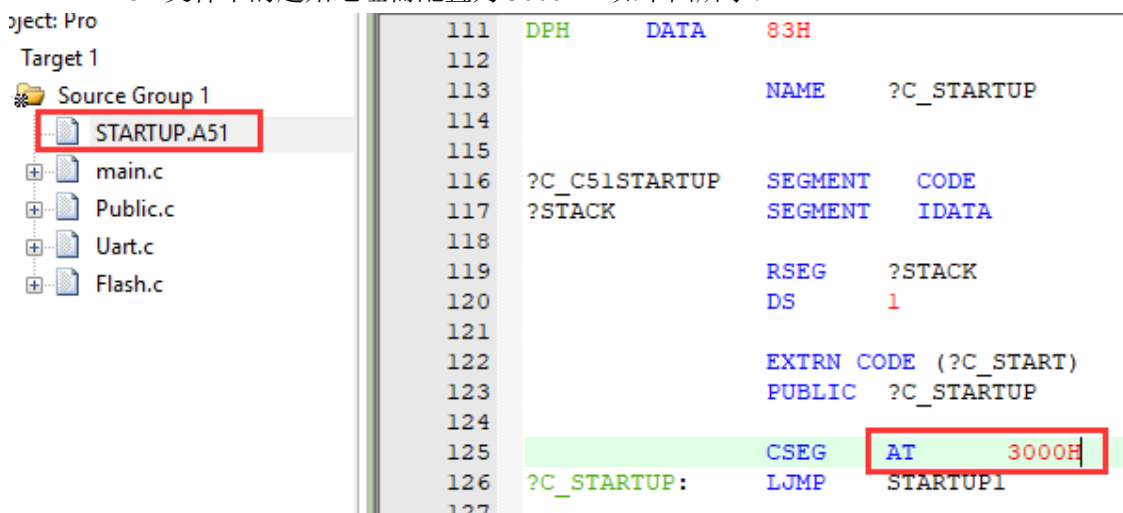 oject: Pro
Target 1
Source Group 1
STARTUP.A51
main.c
Public.c
Uart.c
Flash.c
111 DPH DATA 83H
112
113 NAME ?C_STARTUP
114
115
116 ?C_C51STARTUP SEGMENT CODE
117 ?STACK SEGMENT IDATA
118
119 RSEG ?STACK
120 DS 1
121
122 EXTRN CODE (?C_START)
123 PUBLIC ?C_STARTUP
124
125 CSEG AT 3000H
126 ?C_STARTUP: LJMP STARTUP1
127